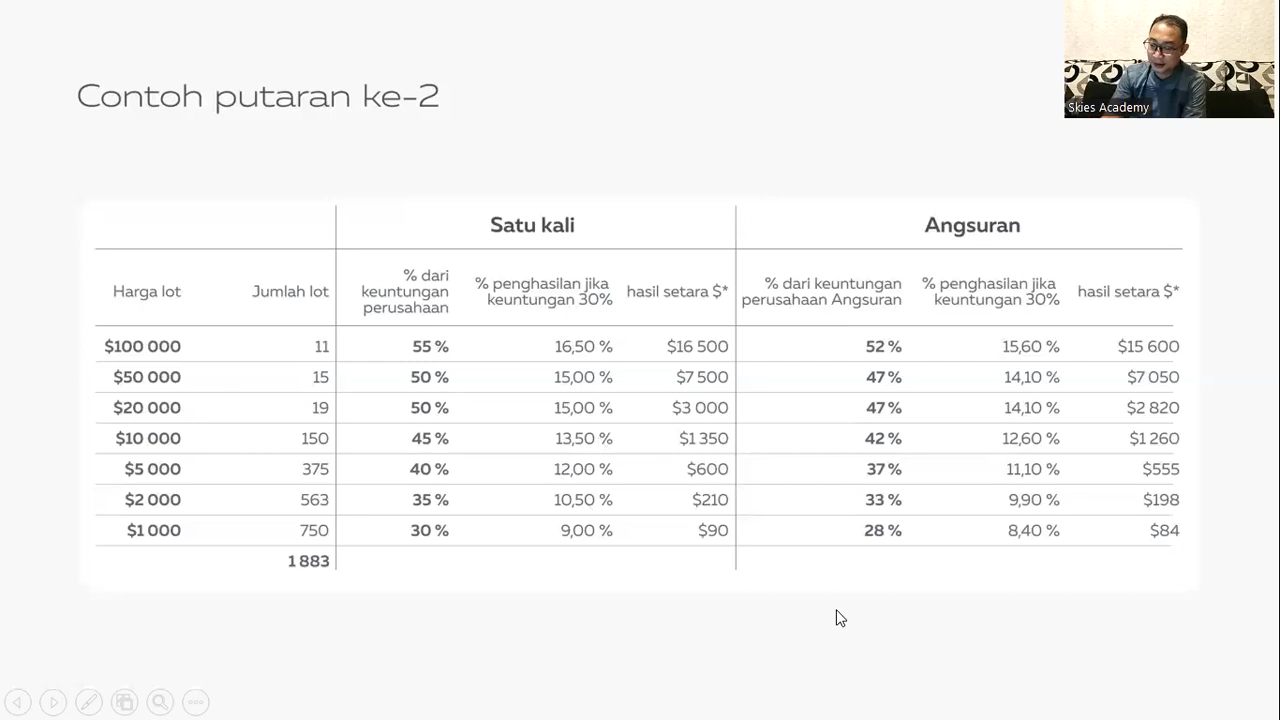 Skies Academy
Contoh putaran ke-2
Satu kali Angsuran
Harga lot Jumlah lot % dari keuntungan perusahaan % penghasilan jika keuntungan 30% hasil setara $* % dari keuntungan perusahaan Angsuran % penghasilan jika keuntungan 30% hasil setara $*
$100 000 11 55 % 16,50 % $16 500 52 % 15,60 % $15 600
$50 000 15 50 % 15,00 % $7 500 47 % 14,10 % $7 050
$20 000 19 50 % 15,00 % $3 000 47 % 14,10 % $2 820
$10 000 150 45 % 13,50 % $1 350 42 % 12,60 % $1 260
$5 000 375 40 % 12,00 % $600 37 % 11,10 % $555
$2 000 563 35 % 10,50 % $210 33 % 9,90 % $198
$1 000 750 30 % 9,00 % $90 28 % 8,40 % $84
1 883